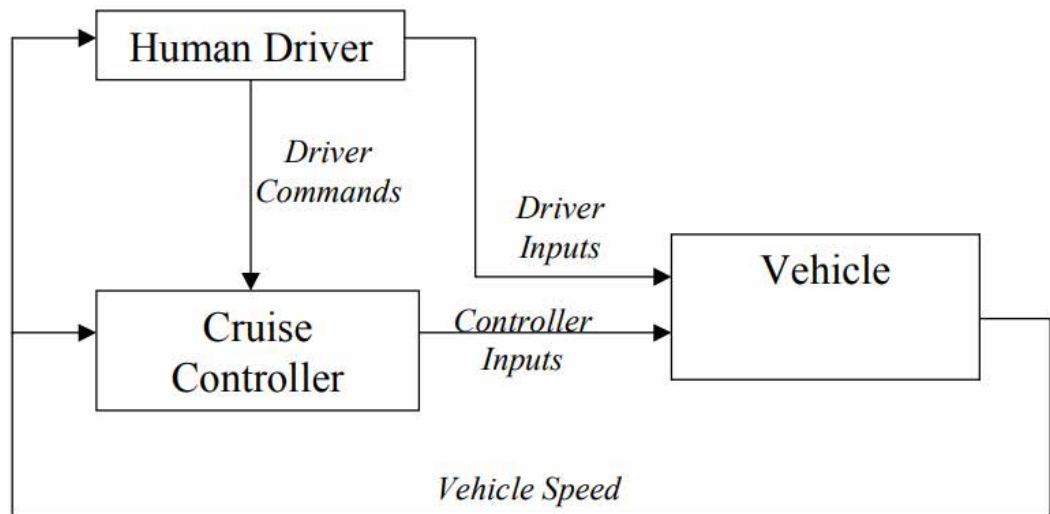 Human Driver
Driver
Commands
Driver
Inputs
Vehicle
Cruise
Controller
Controller
Inputs
Vehicle Speed